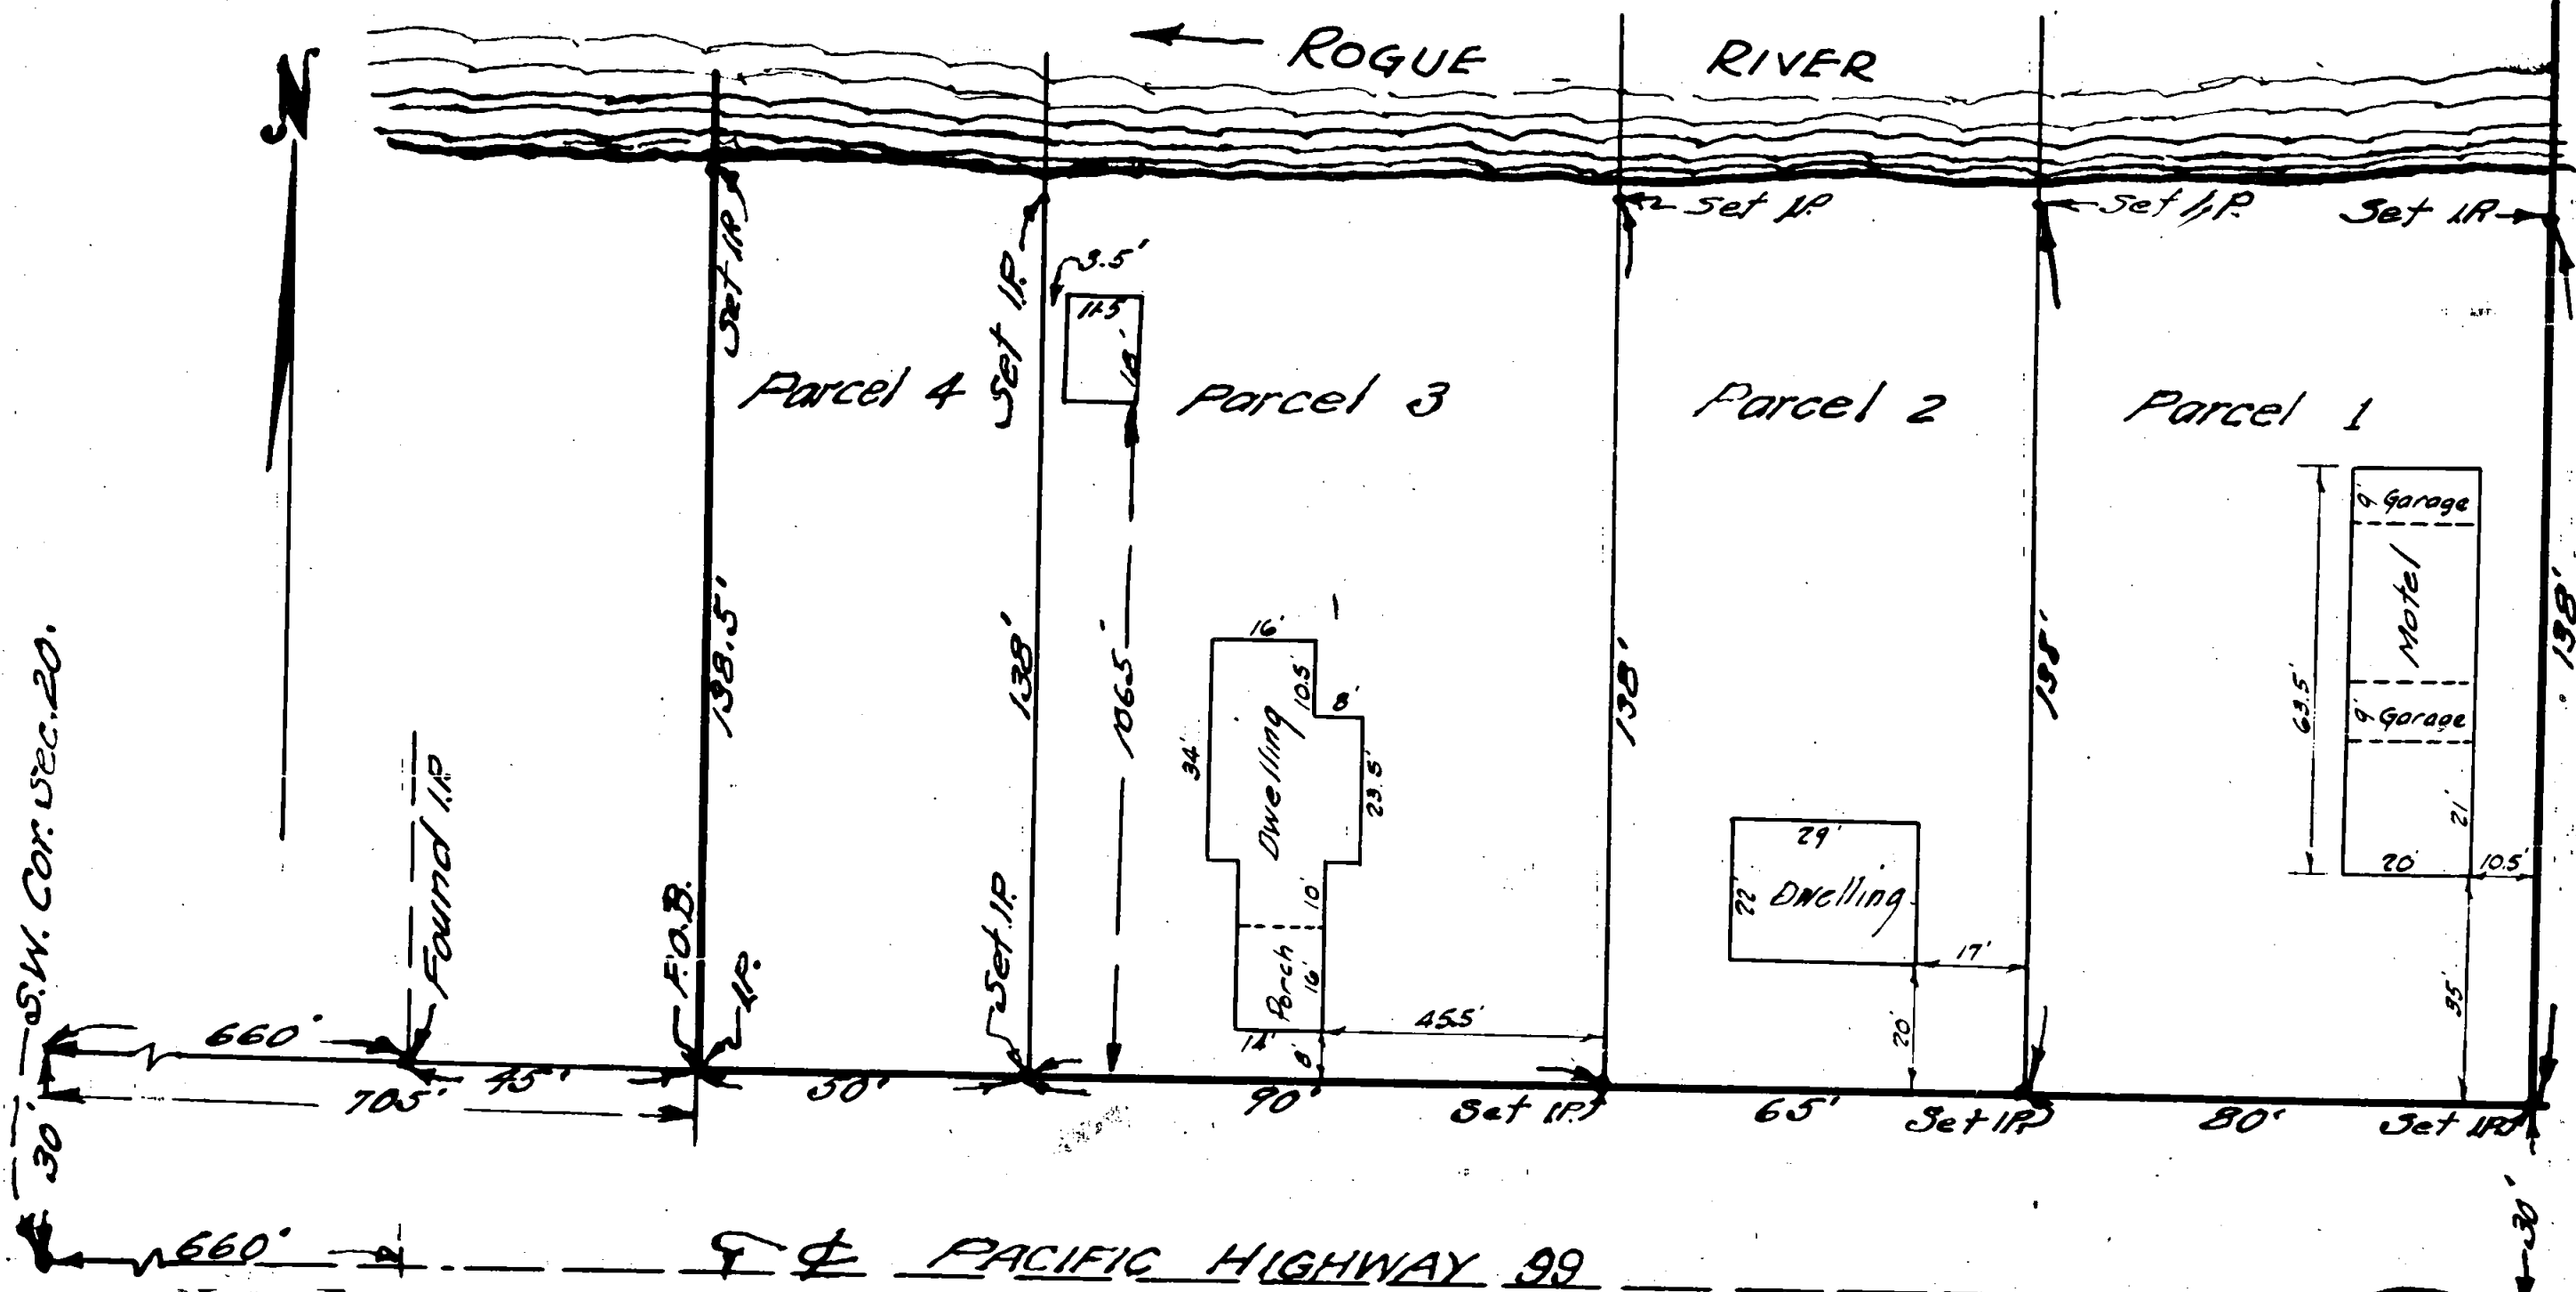 ROGUE RIVER
N
Set I.P.
Set I.P.
Set I.P.
Set I.P.
Set I.P.
3.5'
11.5
18'
Parcel 4
Parcel 3
Parcel 2
Parcel 1
138.5'
138'
106.5'
138'
138'
138'
16'
10.5'
8'
34'
Dwelling
23.5'
10'
Porch
16'
14'
8'
45.5'
29'
22'
Dwelling
17'
20'
63.5'
9' Garage
Motel
9' Garage
21'
20'
10.5'
35'
S.W. Cor. Sec. 20.
Found I.P.
P.O.B.
I.P.
Set I.P.
660'
45'
50'
90'
Set I.P.
65'
Set I.P.
80'
Set I.P.
705'
30'
30'
660'
℄ PACIFIC HIGHWAY 99